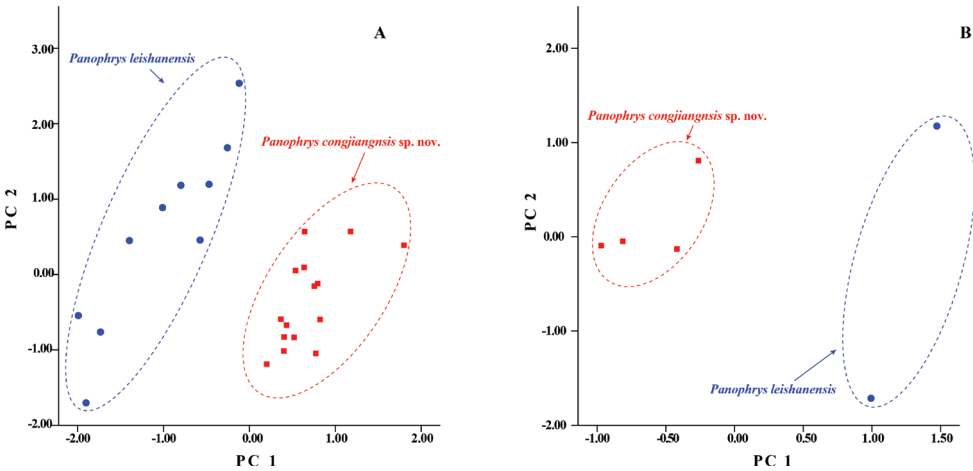 A
Panophrys leishanensis
Panophrys congjiangnsis sp. nov.
PC 2
3.00
2.00
1.00
0.00
-1.00
-2.00
-2.00 -1.00 0.00 1.00 2.00
PC 1
B
Panophrys congjiangnsis sp. nov.
Panophrys leishanensis
PC 2
2.00
1.00
0.00
-1.00
-2.00
-1.00 -0.50 0.00 0.50 1.00 1.50
PC 1